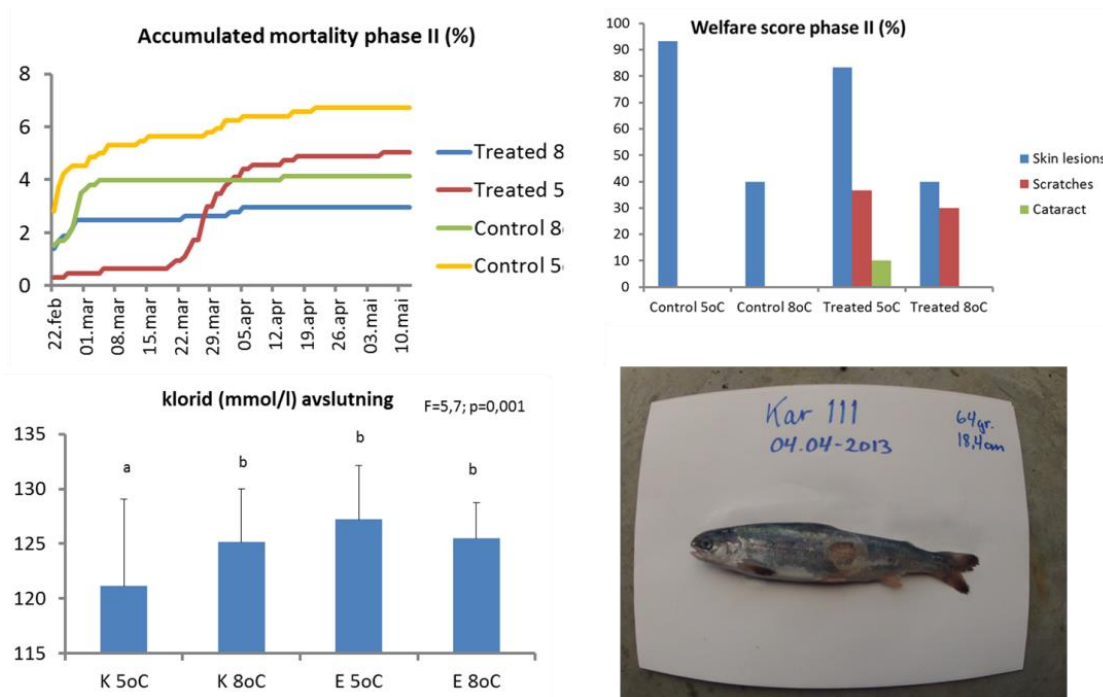 Accumulated mortality phase II (%)
8
6
4
2
0
22.feb
01.mar
08.mar
15.mar
22.mar
29.mar
05.apr
12.apr
19.apr
26.apr
03.mai
10.mai
Treated 8
Treated 5
Control 8
Control 5
Welfare score phase II (%)
100
90
80
70
60
50
40
30
20
10
0
Control 5oC
Control 8oC
Treated 5oC
Treated 8oC
Skin lesions
Scratches
Cataract
klorid (mmol/l) avslutning
F=5,7; p=0,001
135
130
125
120
115
a
b
b
b
K 5oC
K 8oC
E 5oC
E 8oC
Kar 111
04.04-2013
64gr.
18,4cm